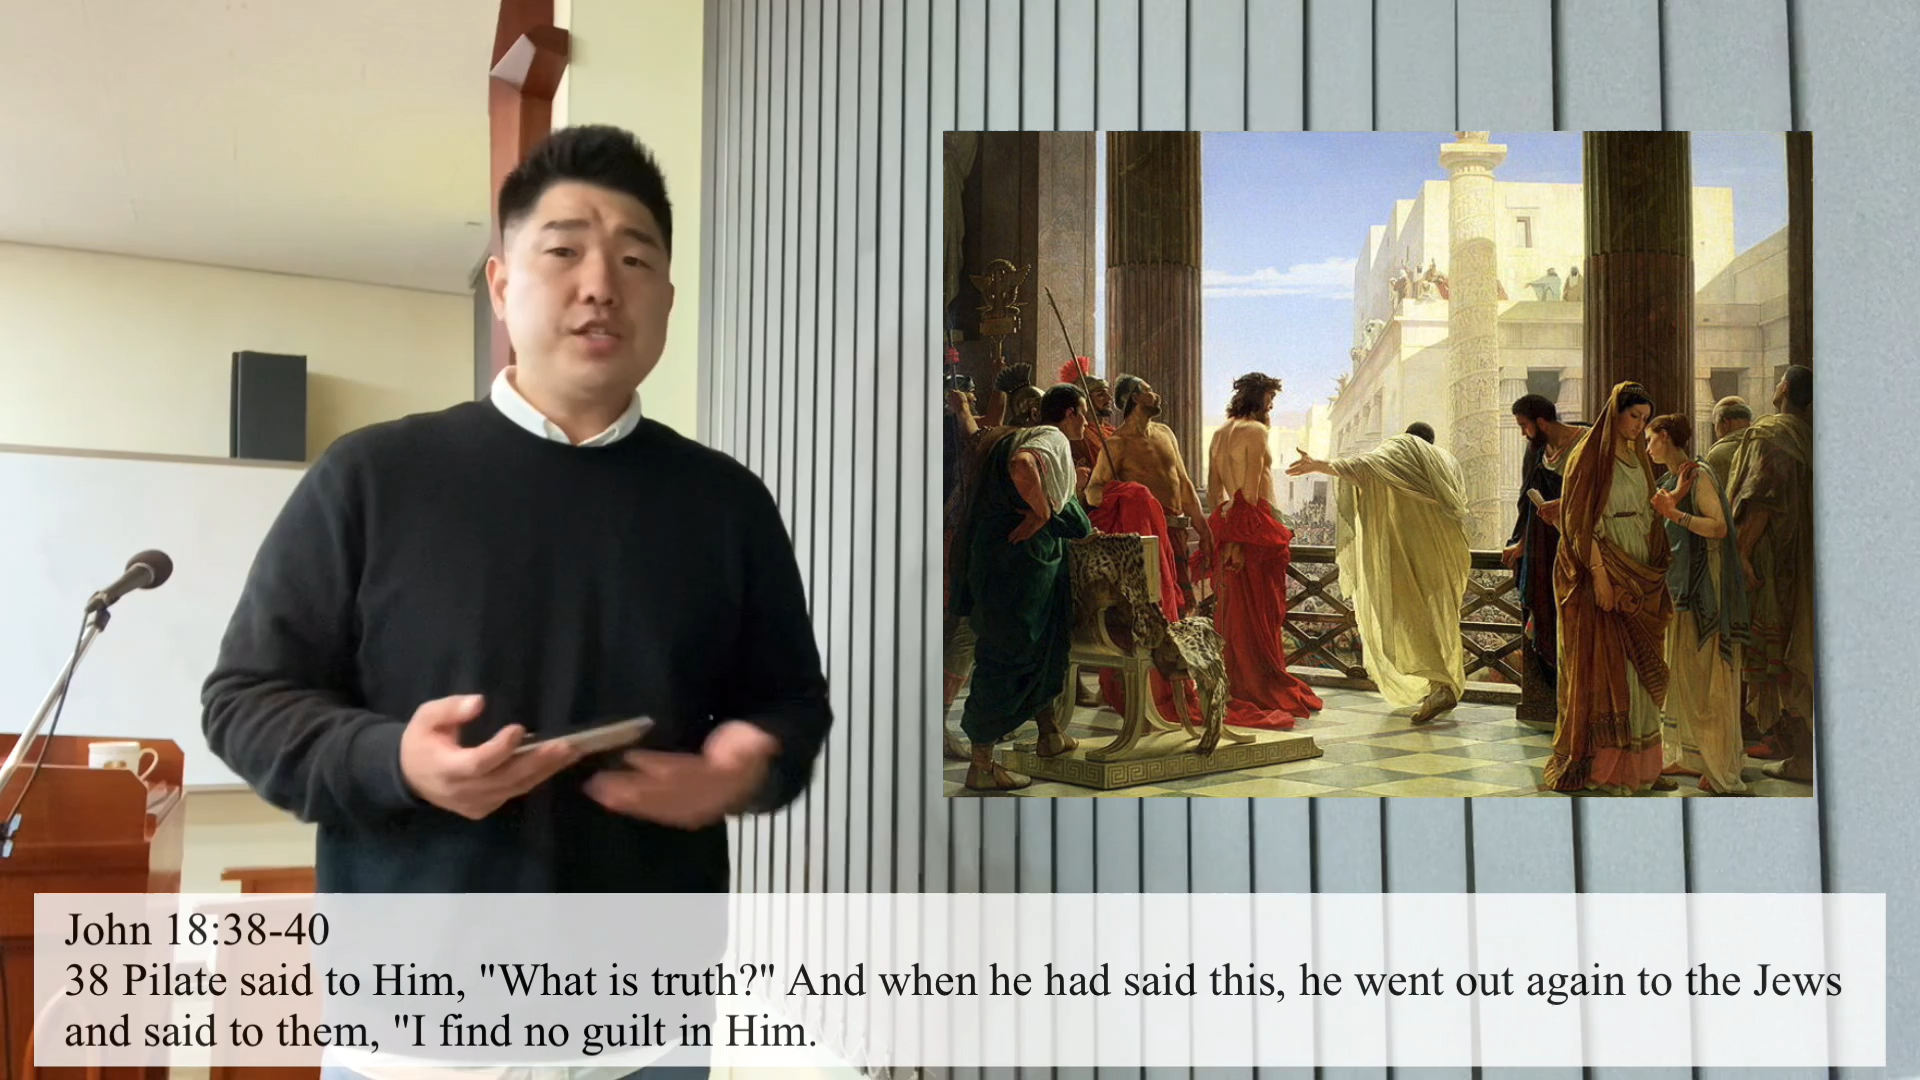 John 18:38-40
38 Pilate said to Him, "What is truth?" And when he had said this, he went out again to the Jews
and said to them, "I find no guilt in Him.